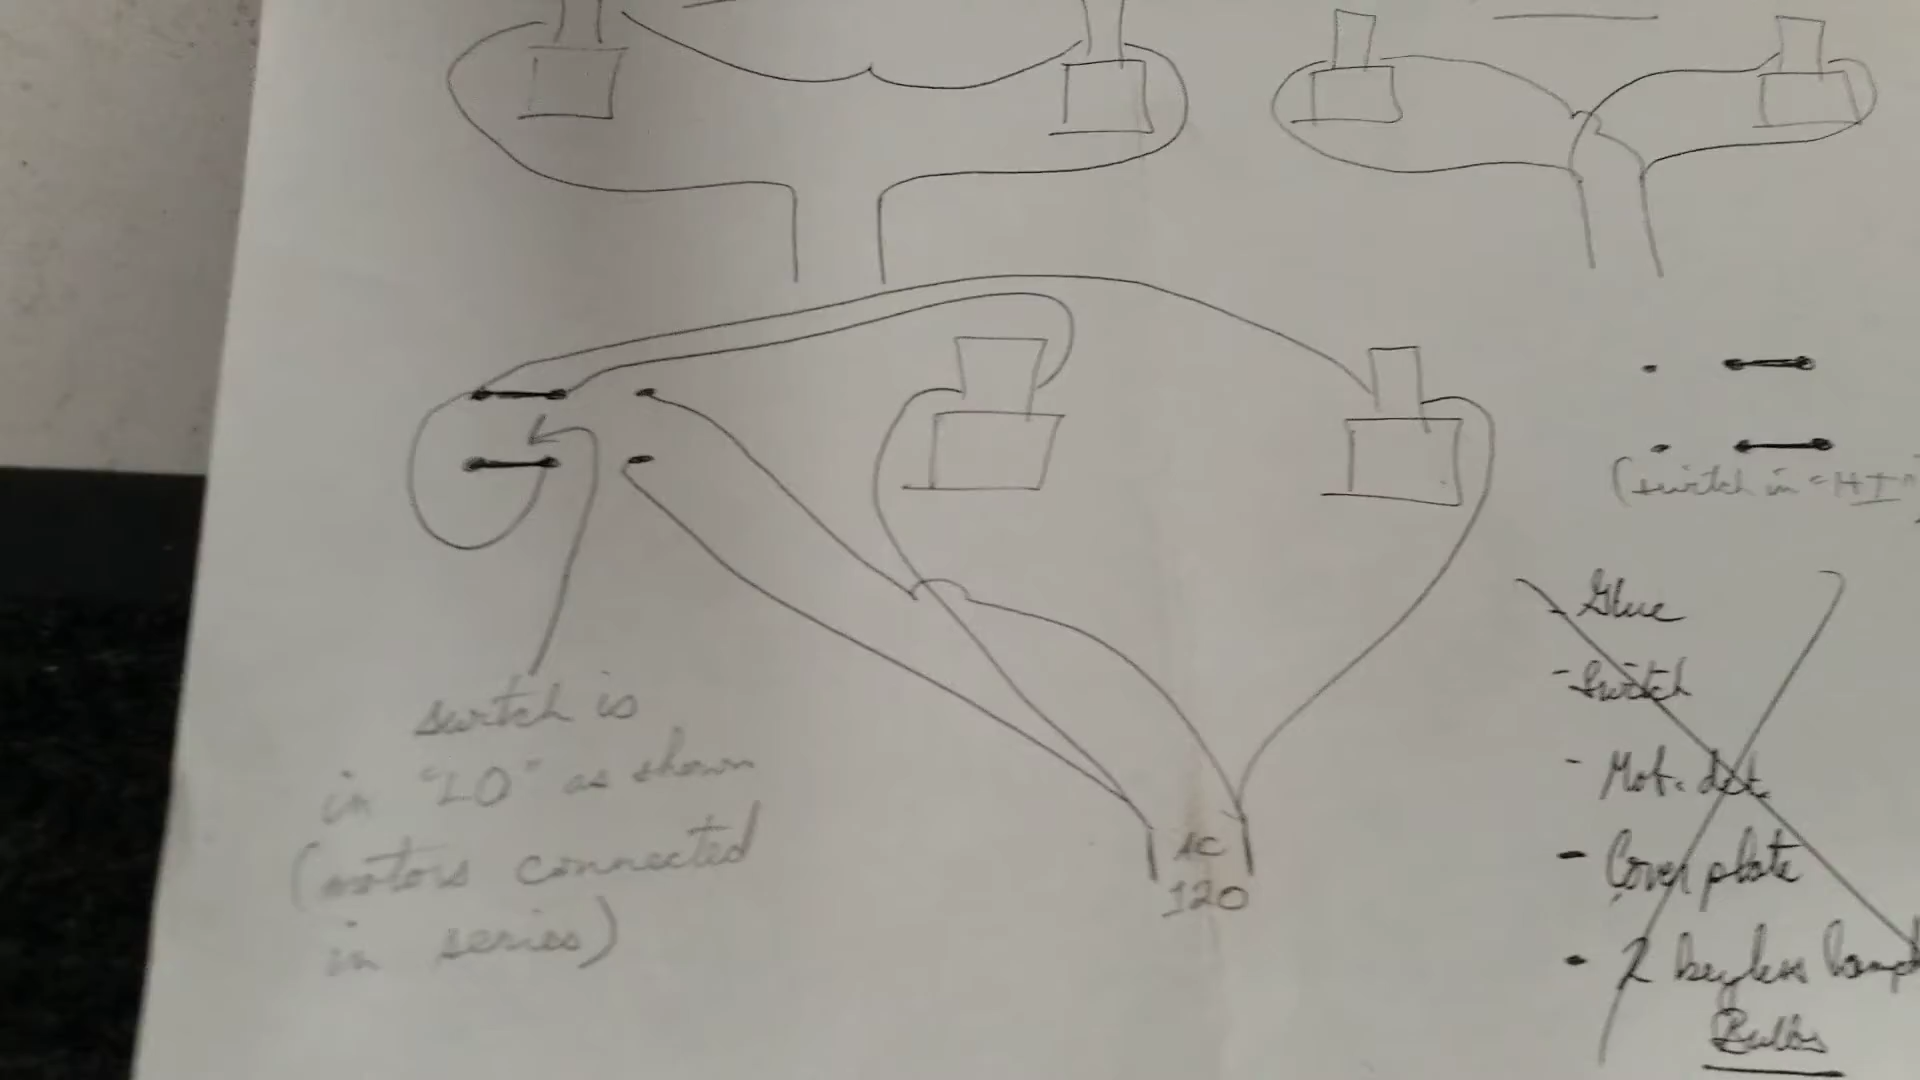 (switch in "HI"
- Glue
- Switch
- Mot. det.
- Cover plate
- 2 keyless lamph
Bulbs
switch is
in "LO" as shown
(motors connected
in series)
AC
120